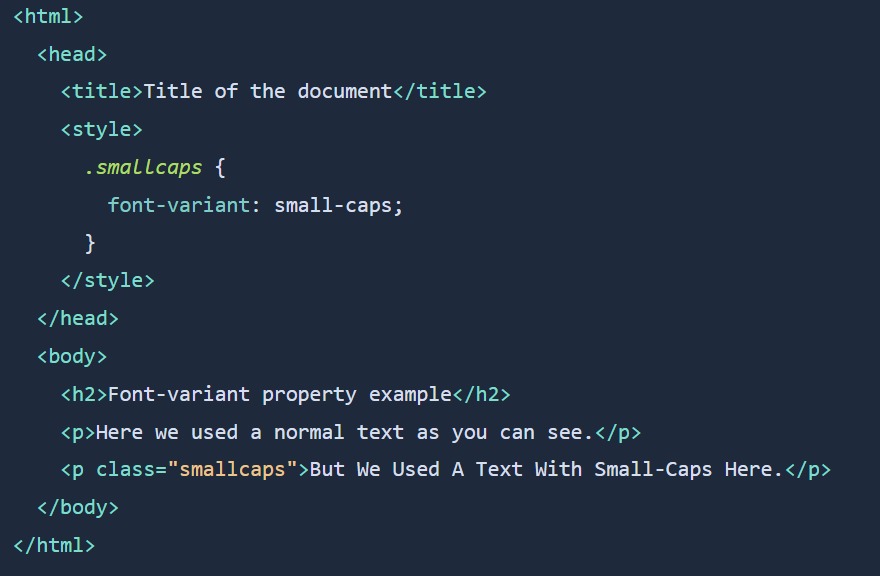 <html>
<head>
<title>Title of the document</title>
<style>
.smallcaps {
font-variant: small-caps;
}
</style>
</head>
<body>
<h2>Font-variant property example</h2>
<p>Here we used a normal text as you can see.</p>
<p class="smallcaps">But We Used A Text With Small-Caps Here.</p>
</body>
</html>